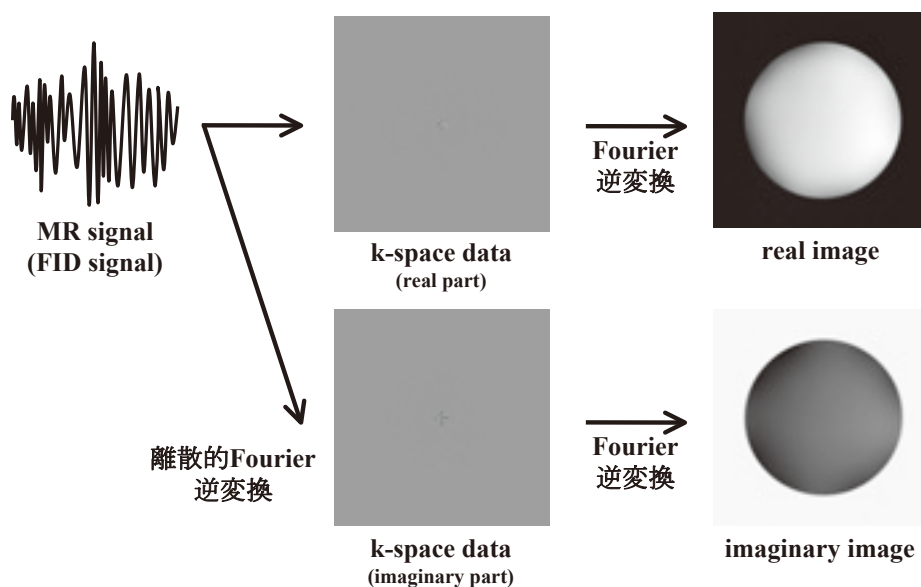 MR signal
(FID signal)
k-space data
(real part)
Fourier
逆変換
real image
離散的Fourier
逆変換
k-space data
(imaginary part)
Fourier
逆変換
imaginary image